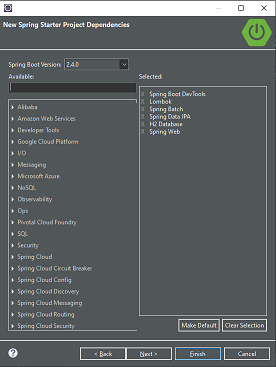 New Spring Starter Project Dependencies
Spring Boot Version: 2.4.0
Available:
Selected:
Alibaba
Amazon Web Services
Developer Tools
Google Cloud Platform
I/O
Messaging
Microsoft Azure
NoSQL
Observability
Ops
Pivotal Cloud Foundry
SQL
Security
Spring Cloud
Spring Cloud Circuit Breaker
Spring Cloud Config
Spring Cloud Discovery
Spring Cloud Messaging
Spring Cloud Routing
Spring Cloud Security
X Spring Boot DevTools
X Lombok
X Spring Batch
X Spring Data JPA
X H2 Database
X Spring Web
Make Default Clear Selection
? < Back Next > Finish Cancel